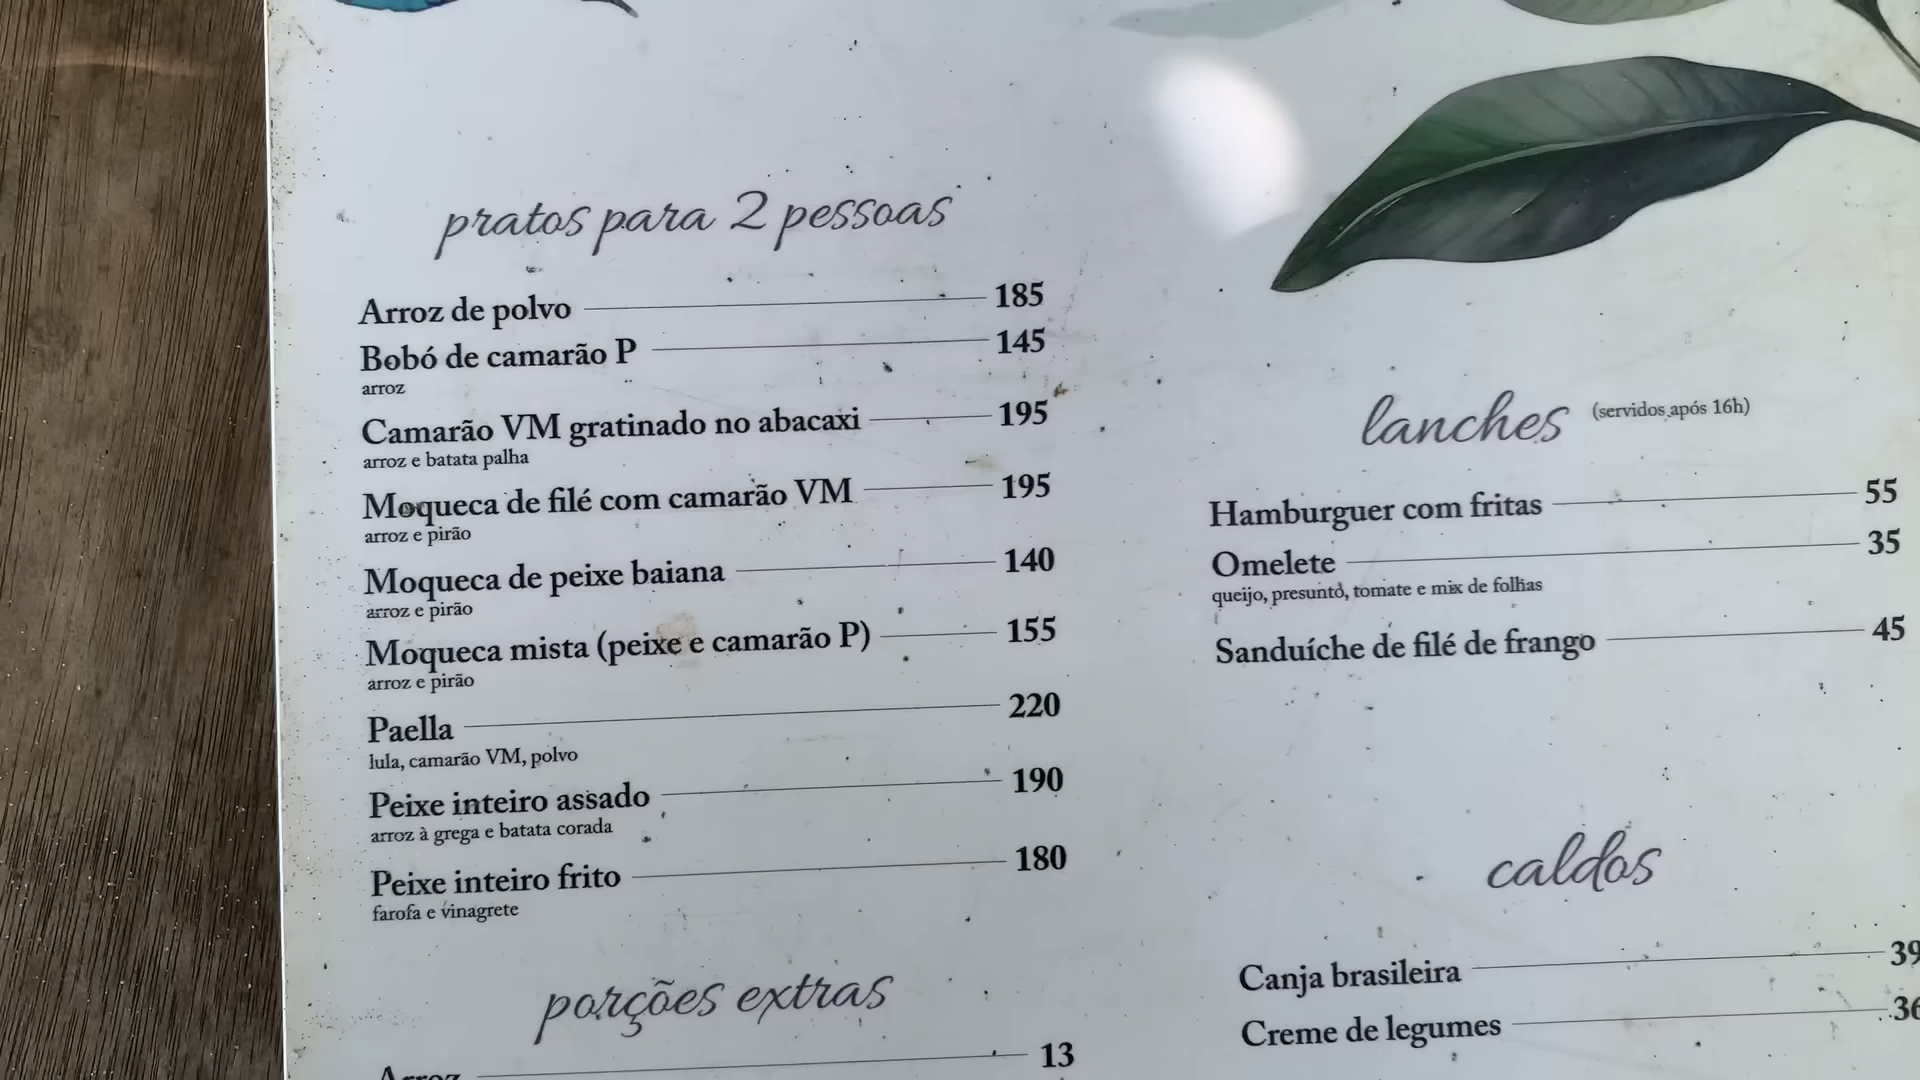 pratos para 2 pessoas
Arroz de polvo 185
Bobó de camarão P 145
arroz
Camarão VM gratinado no abacaxi 195
arroz e batata palha
Moqueca de filé com camarão VM 195
arroz e pirão
Moqueca de peixe baiana 140
arroz e pirão
Moqueca mista (peixe e camarão P) 155
arroz e pirão
Paella 220
lula, camarão VM, polvo
Peixe inteiro assado 190
arroz à grega e batata corada
Peixe inteiro frito 180
farofa e vinagrete
porções extras
Arroz 13
lanches (servidos após 16h)
Hamburguer com fritas 55
Omelete 35
queijo, presunto, tomate e mix de folhas
Sanduíche de filé de frango 45
caldos
Canja brasileira 39
Creme de legumes 36